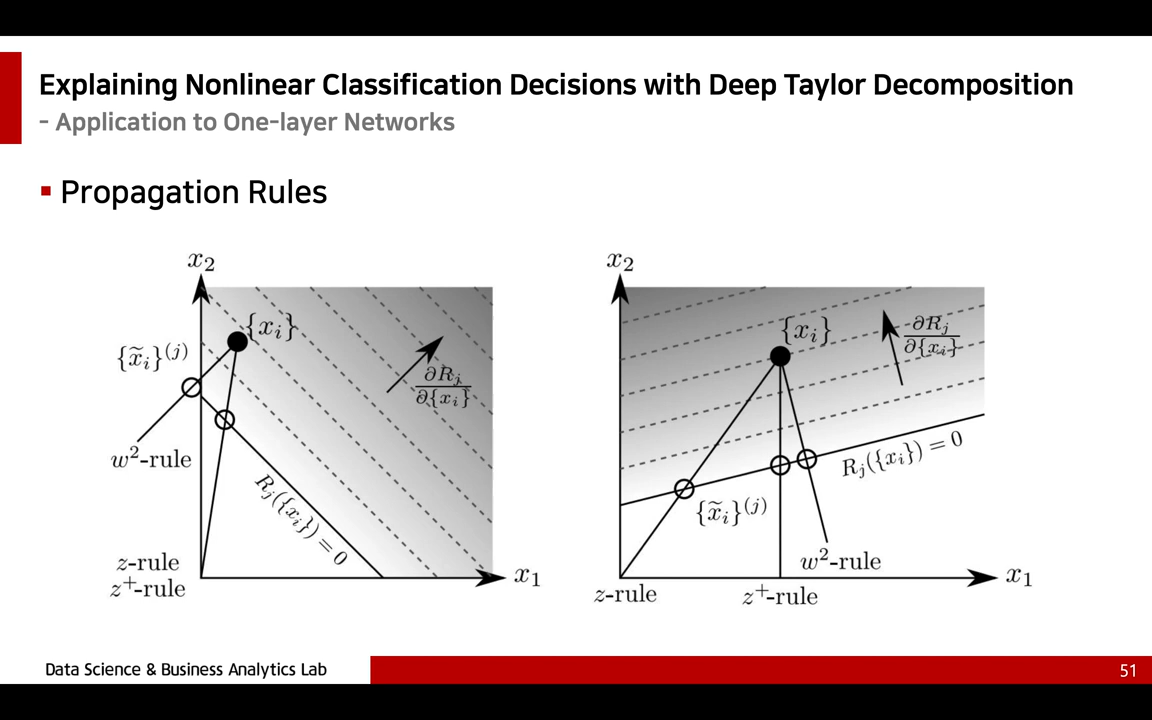 Explaining Nonlinear Classification Decisions with Deep Taylor Decomposition
- Application to One-layer Networks
▪ Propagation Rules
x₂
{xᵢ}
{x̃ᵢ}⁽ʲ⁾
∂Rⱼ
∂{xᵢ}
w²-rule
Rⱼ({xᵢ}) = 0
z-rule
z⁺-rule
x₁
x₂
{xᵢ}
∂Rⱼ
∂{xᵢ}
Rⱼ({xᵢ}) = 0
{x̃ᵢ}⁽ʲ⁾
w²-rule
x₁
z-rule
z⁺-rule
Data Science & Business Analytics Lab
51